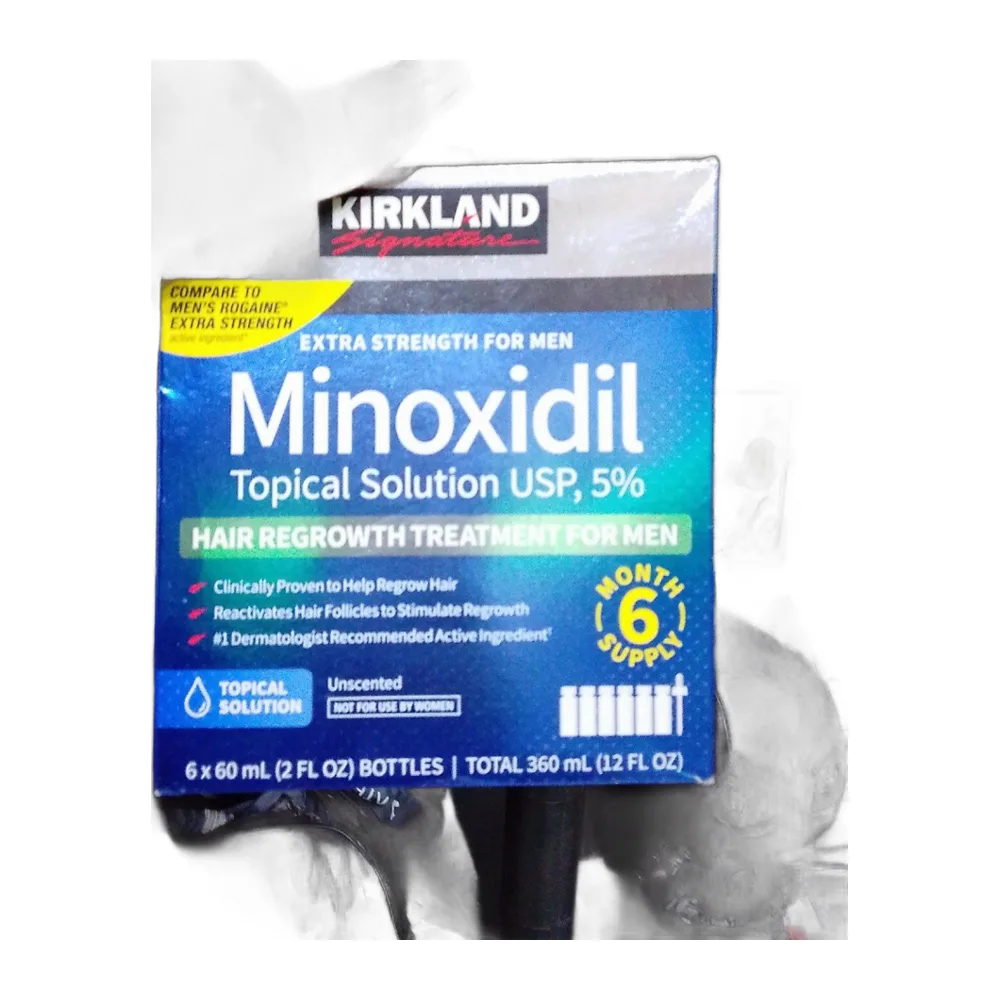 KIRKLAND
Signature
COMPARE TO
MEN'S ROGAINE®
EXTRA STRENGTH
active ingredient*
EXTRA STRENGTH FOR MEN
Minoxidil
Topical Solution USP, 5%
HAIR REGROWTH TREATMENT FOR MEN
Clinically Proven to Help Regrow Hair
Reactivates Hair Follicles to Stimulate Regrowth
#1 Dermatologist Recommended Active Ingredient†
MONTH
6
SUPPLY
TOPICAL
SOLUTION
Unscented
NOT FOR USE BY WOMEN
6 x 60 mL (2 FL OZ) BOTTLES | TOTAL 360 mL (12 FL OZ)